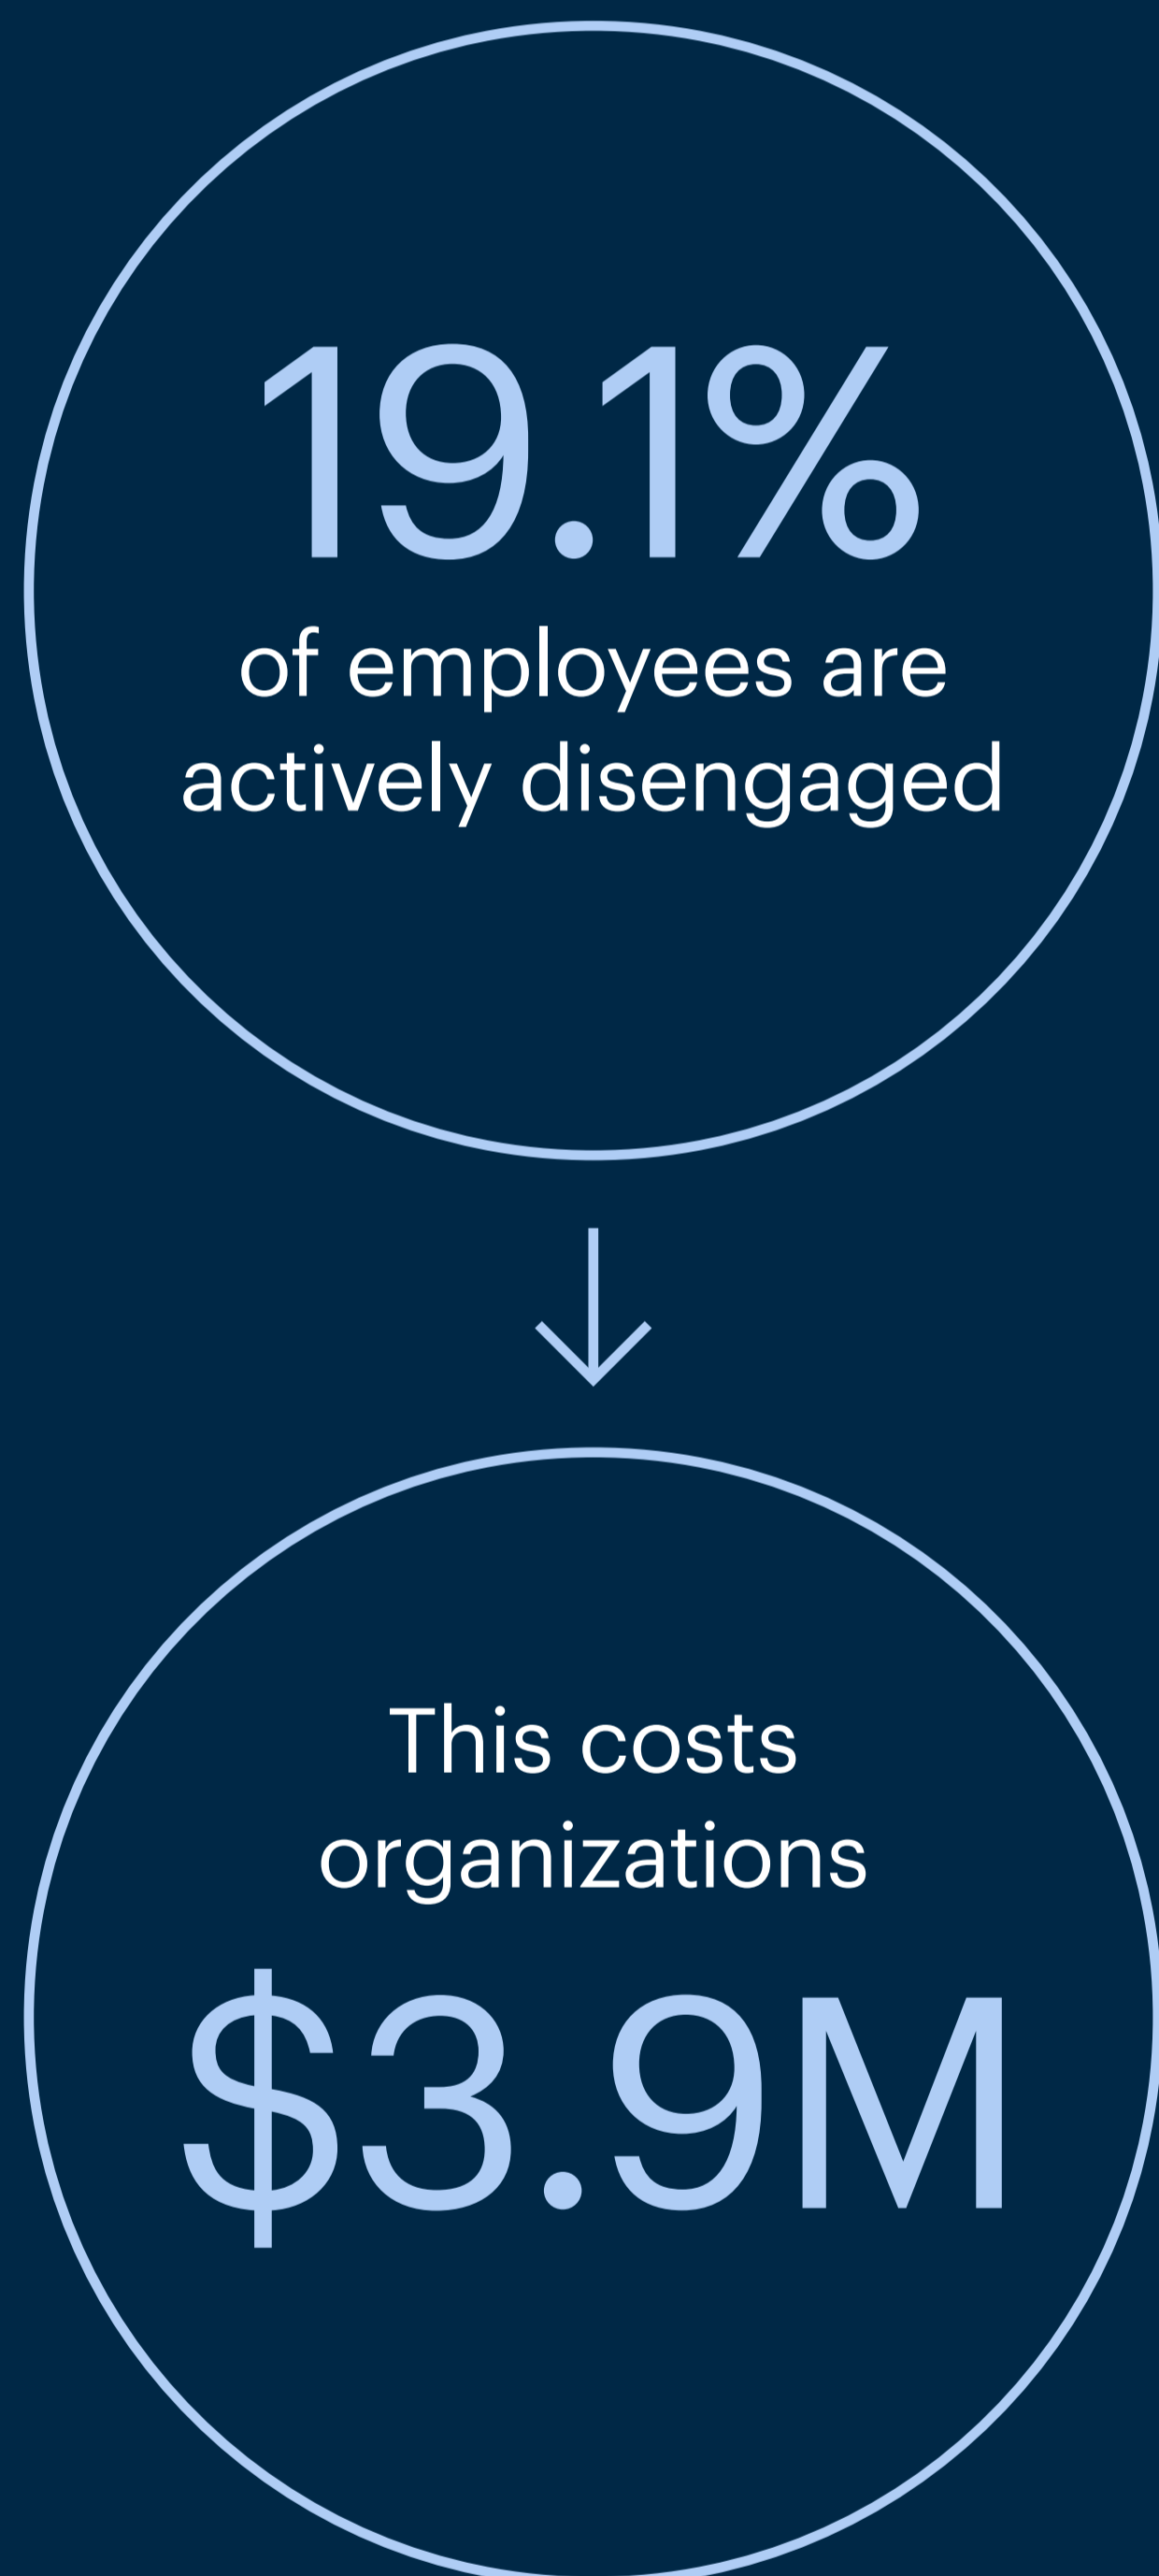 19.1%
of employees are
actively disengaged
This costs
organizations
$3.9M